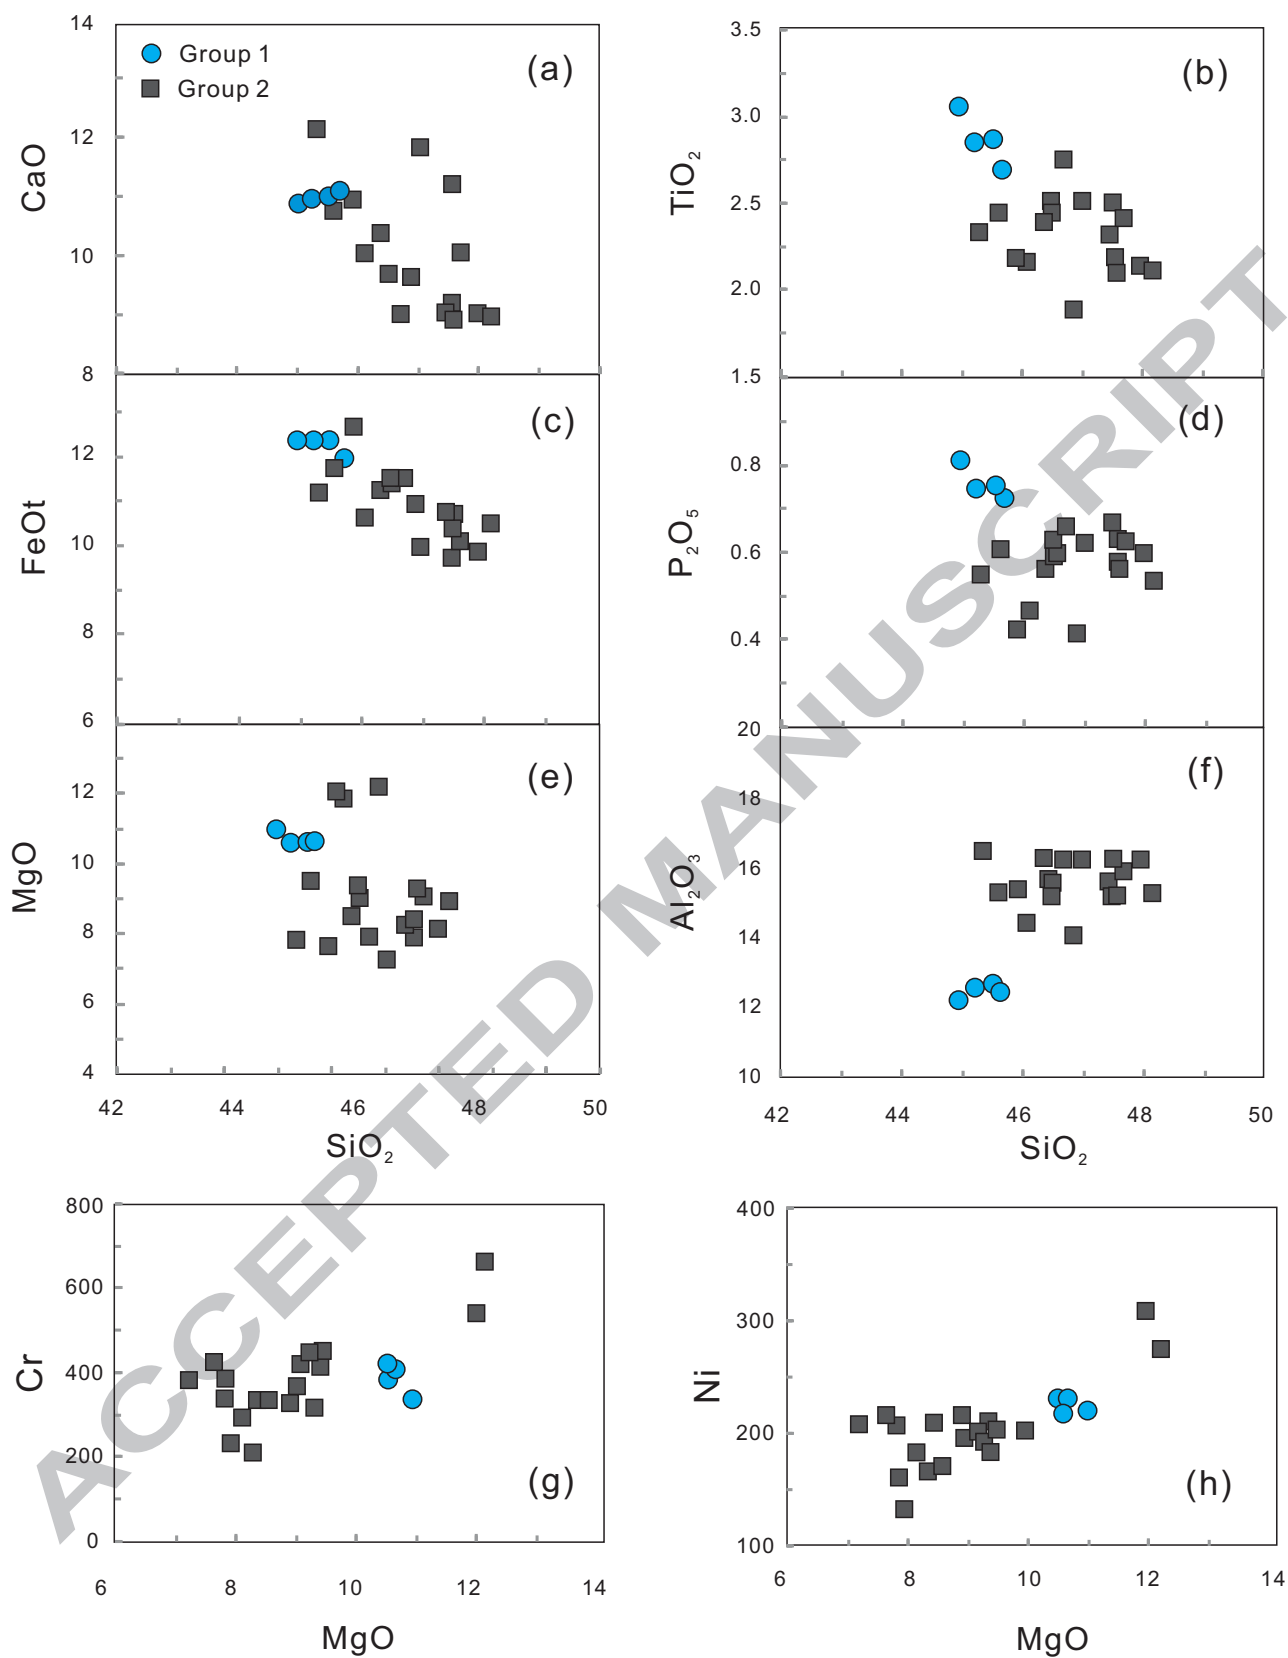 14
12
10
8
CaO
Group 1
Group 2
(a)
3.5
3.0
2.5
2.0
1.5
TiO2
(b)
12
10
8
6
FeOt
(c)
0.8
0.6
0.4
P2O5
(d)
12
10
8
6
4
MgO
(e)
42 44 46 48 50
SiO2
20
18
16
14
12
10
Al2O3
(f)
42 44 46 48 50
SiO2
800
600
400
200
0
Cr
(g)
6 8 10 12 14
MgO
400
300
200
100
Ni
(h)
6 8 10 12 14
MgO
ACCEPTED MANUSCRIPT